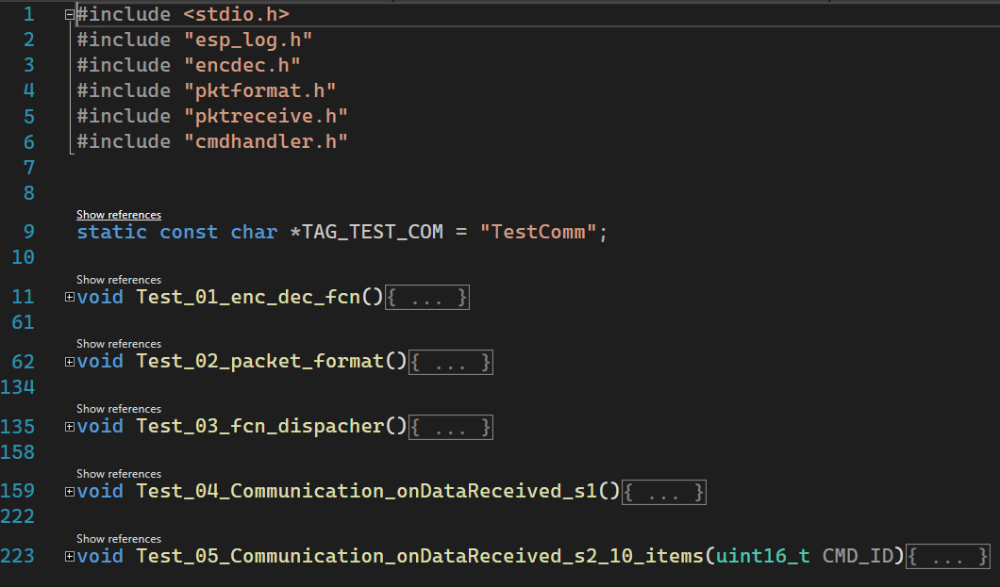 1 #include <stdio.h>
2 #include "esp_log.h"
3 #include "encdec.h"
4 #include "pktformat.h"
5 #include "pktreceive.h"
6 #include "cmdhandler.h"
7
8
Show references
9 static const char *TAG_TEST_COM = "TestComm";
10
Show references
11 void Test_01_enc_dec_fcn(){ ... }
61
Show references
62 void Test_02_packet_format(){ ... }
134
Show references
135 void Test_03_fcn_dispacher(){ ... }
158
Show references
159 void Test_04_Communication_onDataReceived_s1(){ ... }
222
Show references
223 void Test_05_Communication_onDataReceived_s2_10_items(uint16_t CMD_ID){ ... }